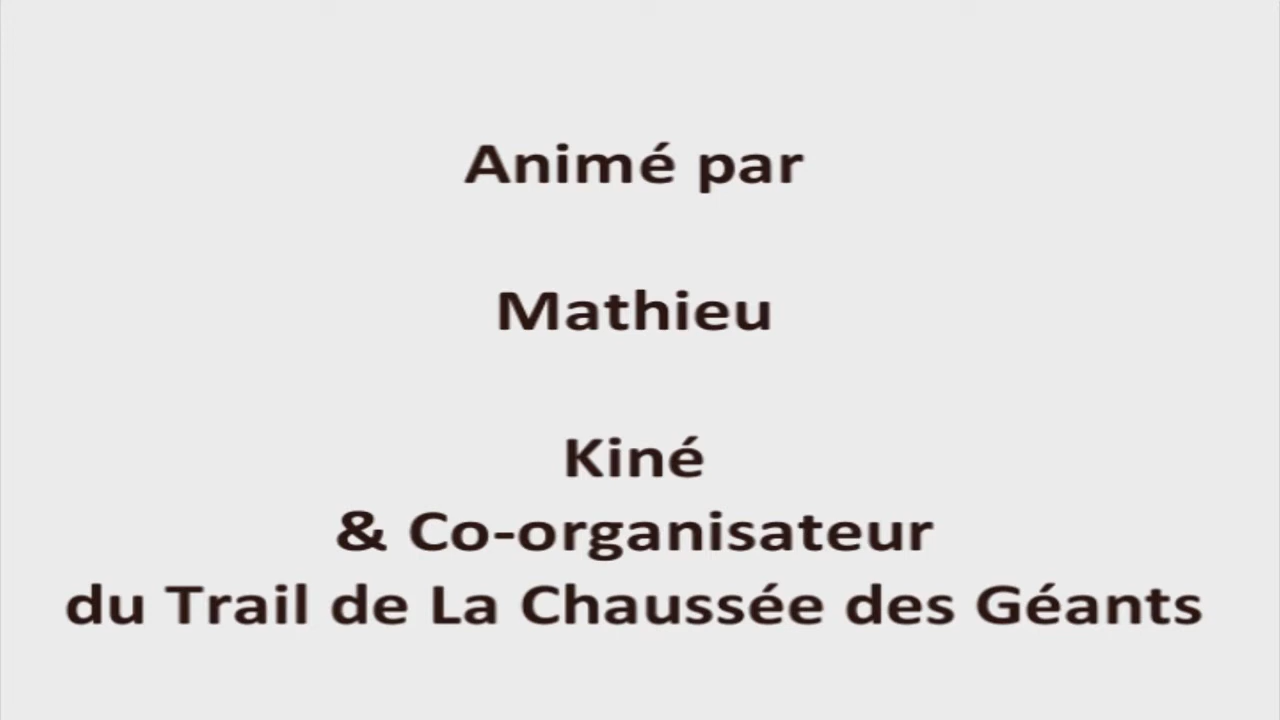 Animé par
Mathieu
Kiné
& Co-organisateur
du Trail de La Chaussée des Géants